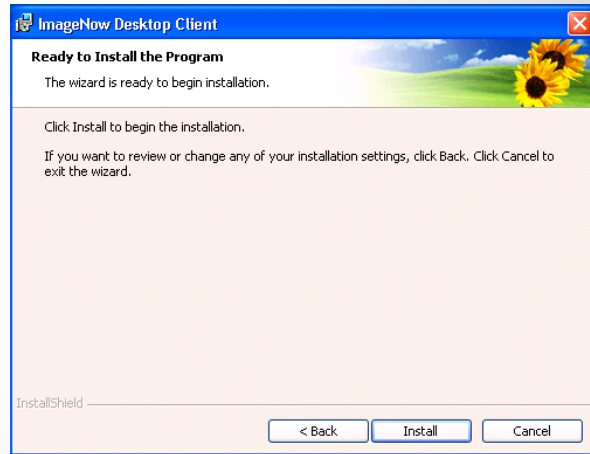 ImageNow Desktop Client
Ready to Install the Program
The wizard is ready to begin installation.
Click Install to begin the installation.
If you want to review or change any of your installation settings, click Back. Click Cancel to
exit the wizard.
InstallShield
< Back
Install
Cancel